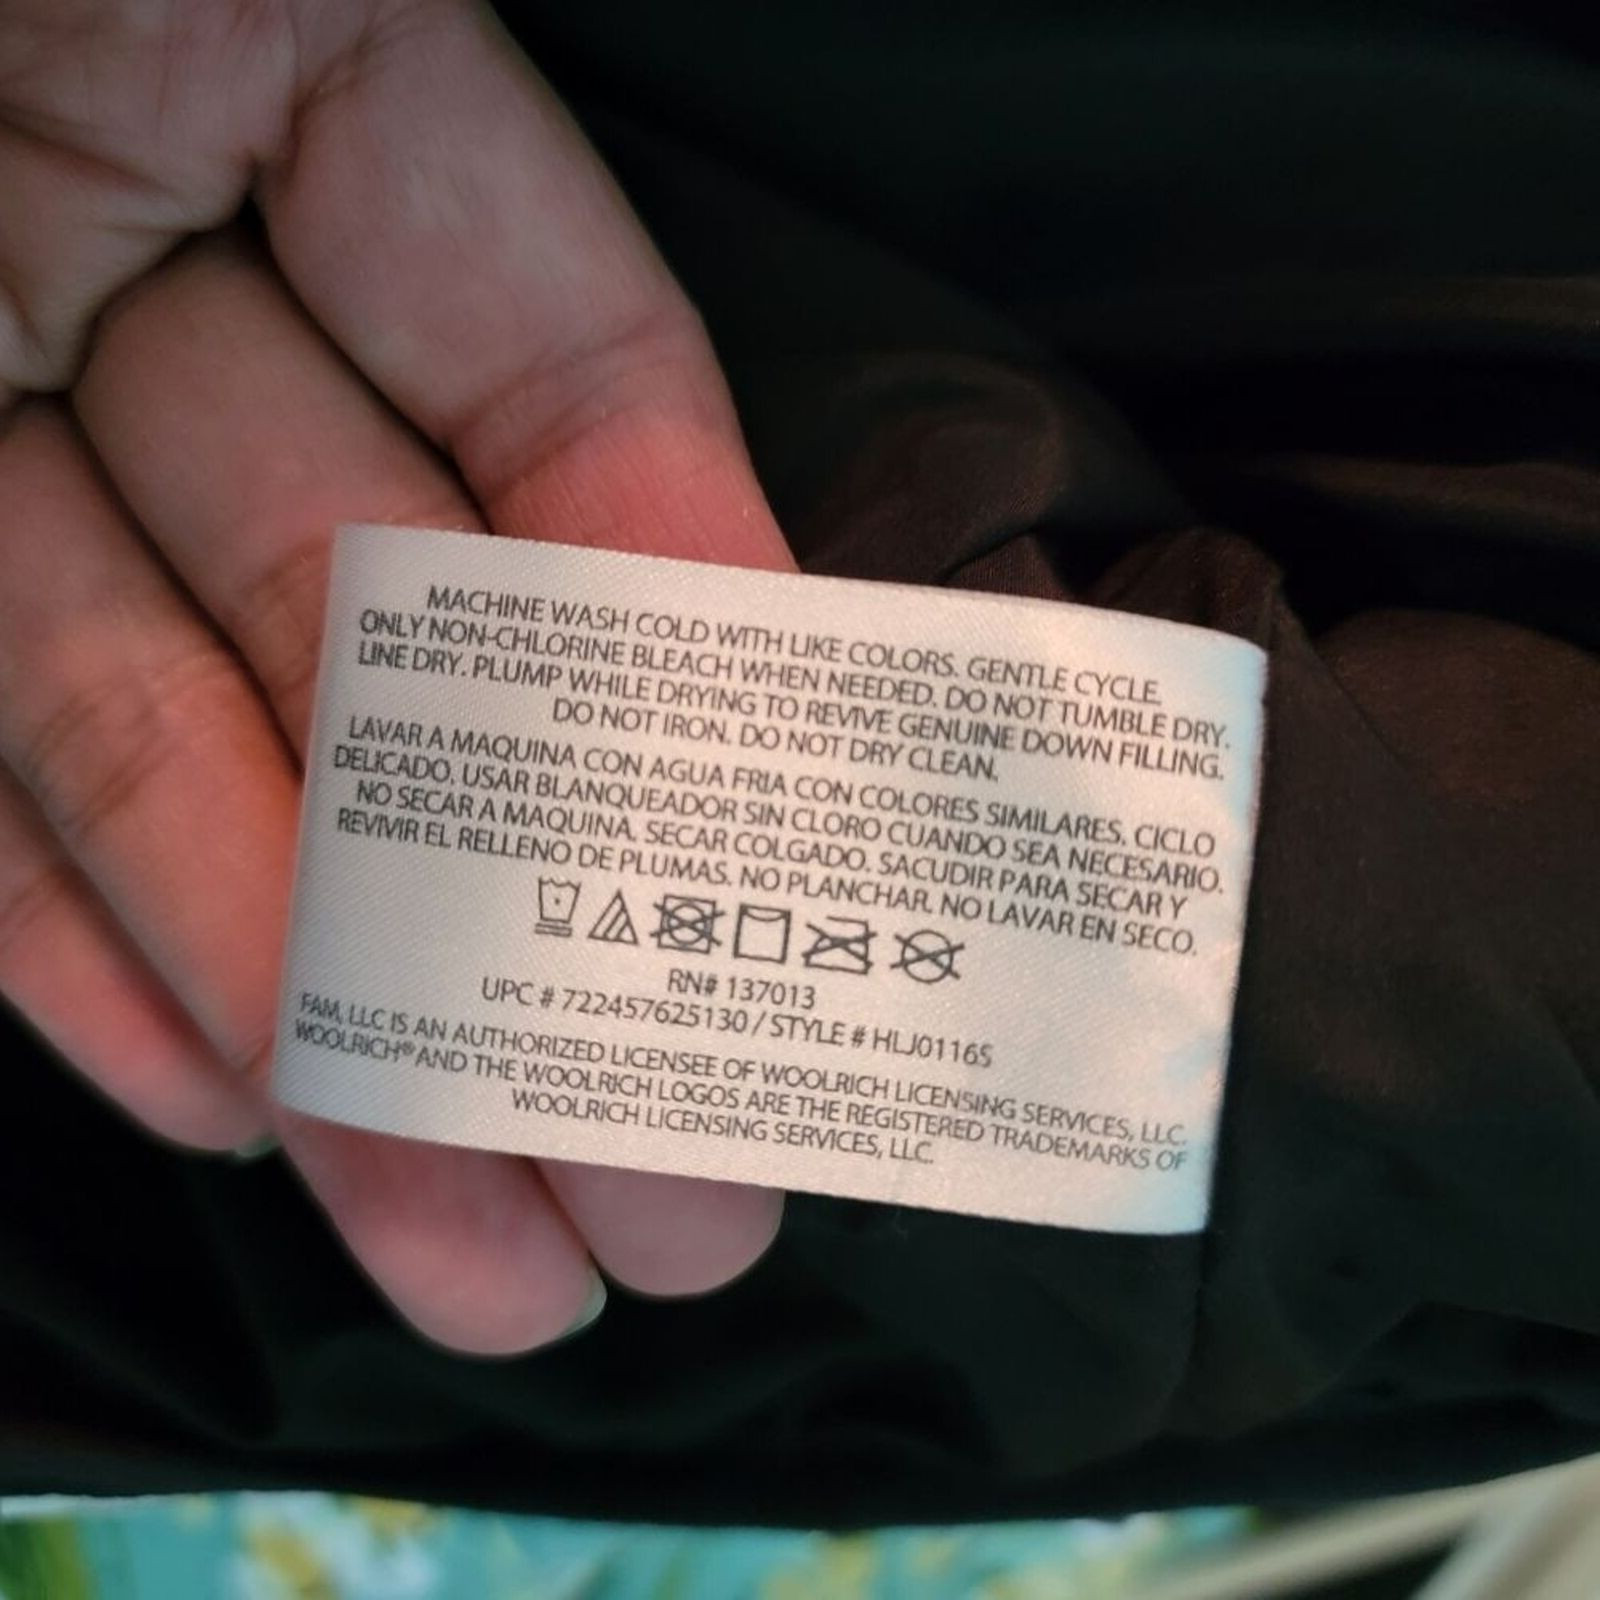 MACHINE WASH COLD WITH LIKE COLORS. GENTLE CYCLE.
ONLY NON-CHLORINE BLEACH WHEN NEEDED. DO NOT TUMBLE DRY.
LINE DRY. PLUMP WHILE DRYING TO REVIVE GENUINE DOWN FILLING.
DO NOT IRON. DO NOT DRY CLEAN.
LAVAR A MAQUINA CON AGUA FRIA CON COLORES SIMILARES. CICLO
DELICADO. USAR BLANQUEADOR SIN CLORO CUANDO SEA NECESARIO.
NO SECAR A MAQUINA. SECAR COLGADO. SACUDIR PARA SECAR Y
REVIVIR EL RELLENO DE PLUMAS. NO PLANCHAR. NO LAVAR EN SECO.
RN# 137013
UPC # 722457625130 / STYLE # HLJ0116S
FAM, LLC IS AN AUTHORIZED LICENSEE OF WOOLRICH LICENSING SERVICES, LLC.
WOOLRICH® AND THE WOOLRICH LOGOS ARE THE REGISTERED TRADEMARKS OF
WOOLRICH LICENSING SERVICES, LLC.